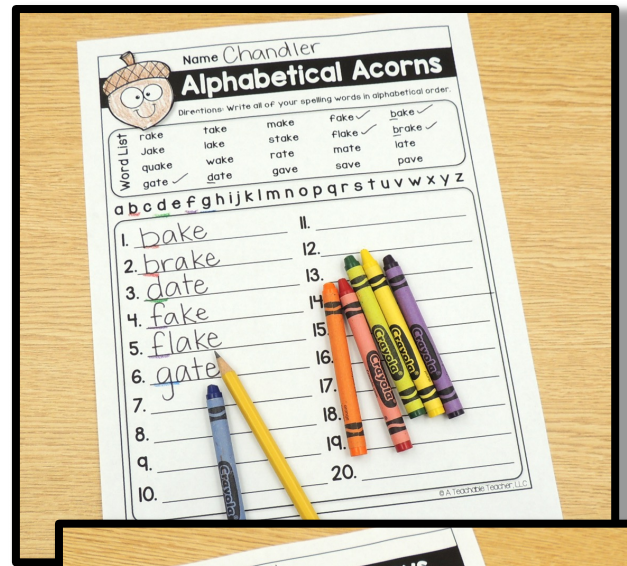 Name Chandler
Alphabetical Acorns
Directions: Write all of your spelling words in alphabetical order.
Word List
rake take make fake ✓ bake ✓
Jake lake stake flake ✓ brake ✓
quake wake rate mate late
gate ✓ date gave save pave
a b c d e f g h i j k l m n o p q r s t u v w x y z
1. bake
2. brake
3. date
4. fake
5. flake
6. gate
7.
8.
9.
10.
11.
12.
13.
14
15
16.
17.
18.
19.
20.
Crayola
Crayola
Crayola
Crayola
© A Teachable Teacher LLC